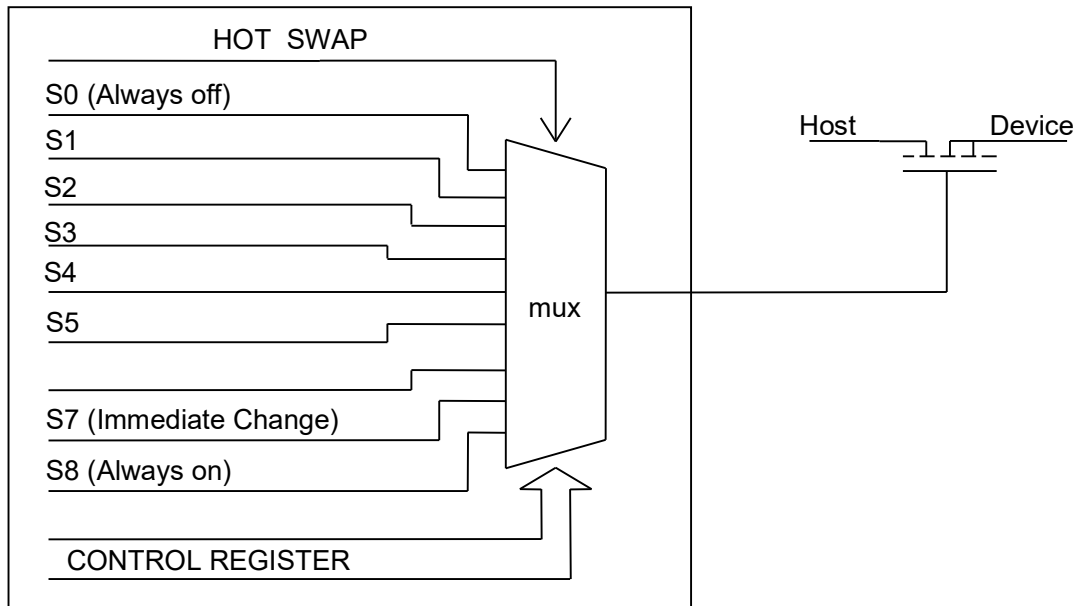 HOT SWAP
S0 (Always off)
S1
S2
S3
S4
S5
S7 (Immediate Change)
S8 (Always on)
CONTROL REGISTER
mux
Host
Device